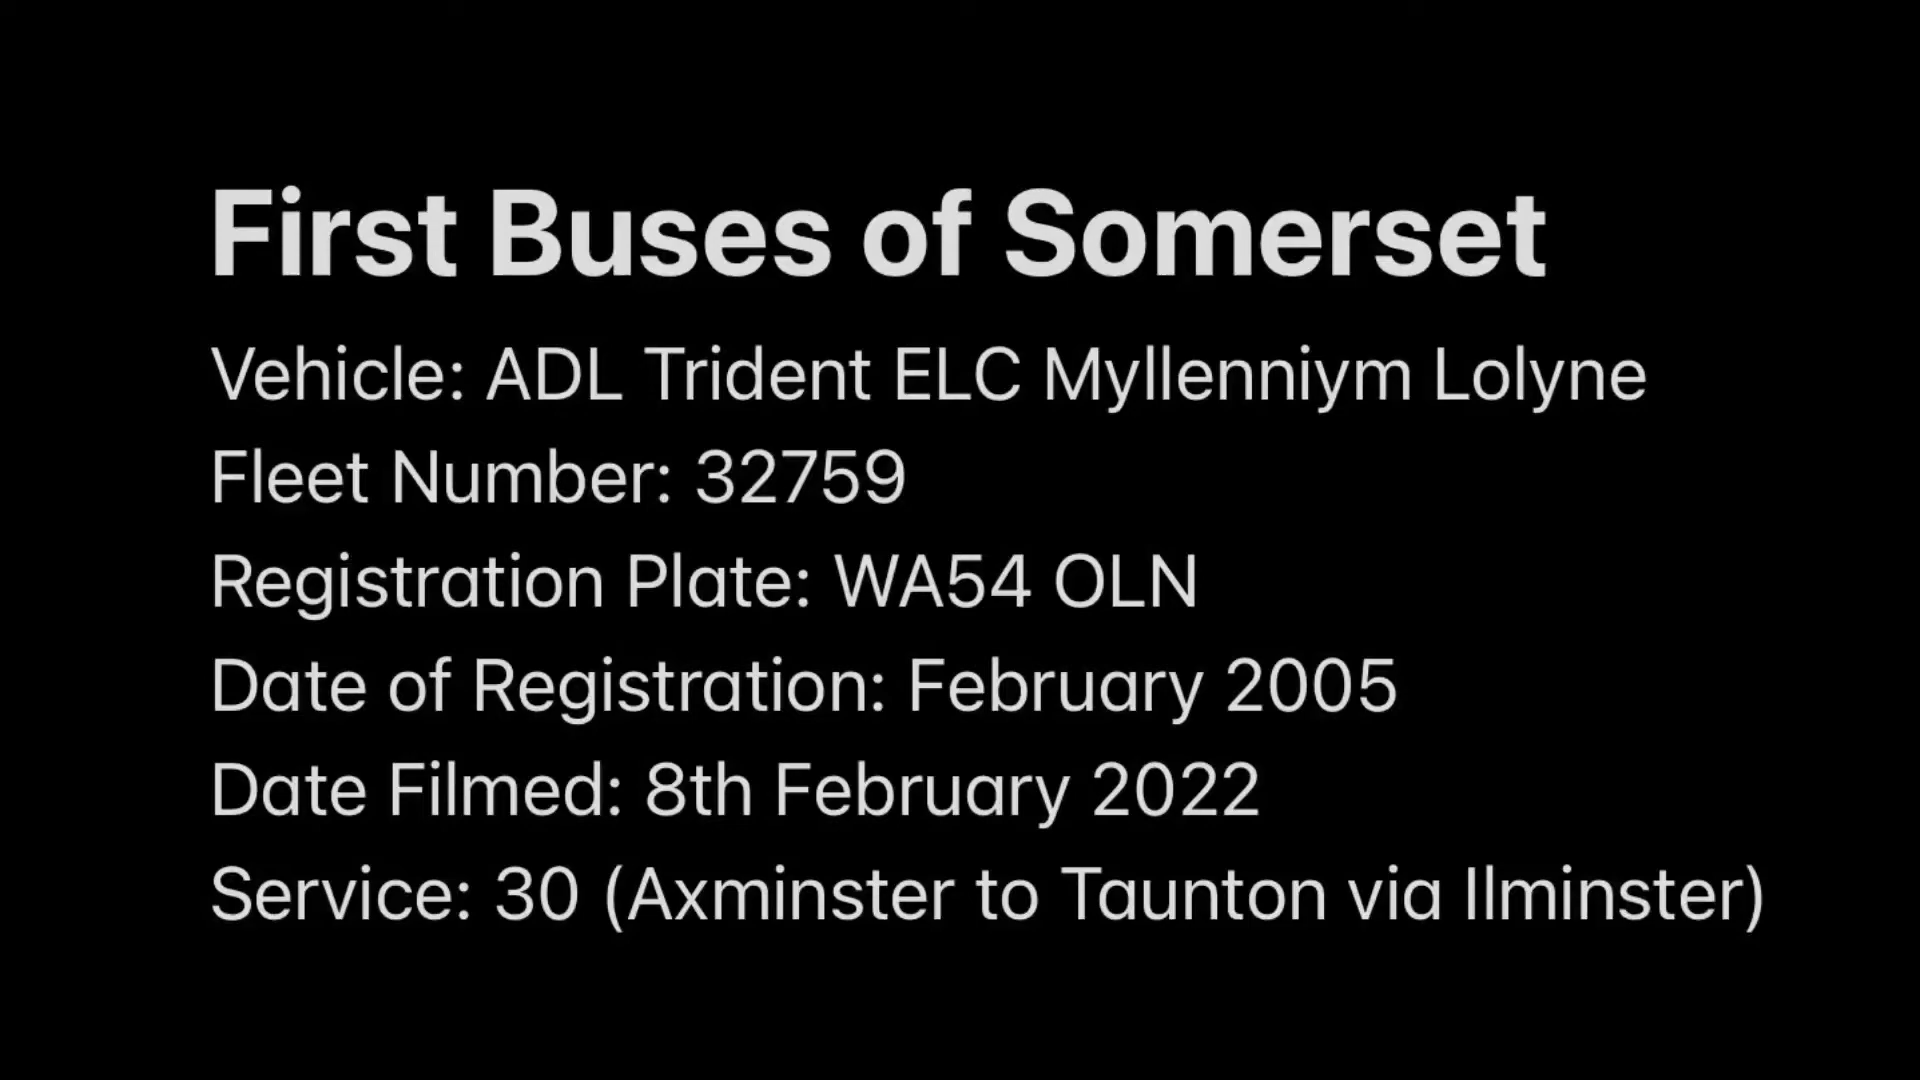 First Buses of Somerset
Vehicle: ADL Trident ELC Myllenniym Lolyne
Fleet Number: 32759
Registration Plate: WA54 OLN
Date of Registration: February 2005
Date Filmed: 8th February 2022
Service: 30 (Axminster to Taunton via Ilminster)